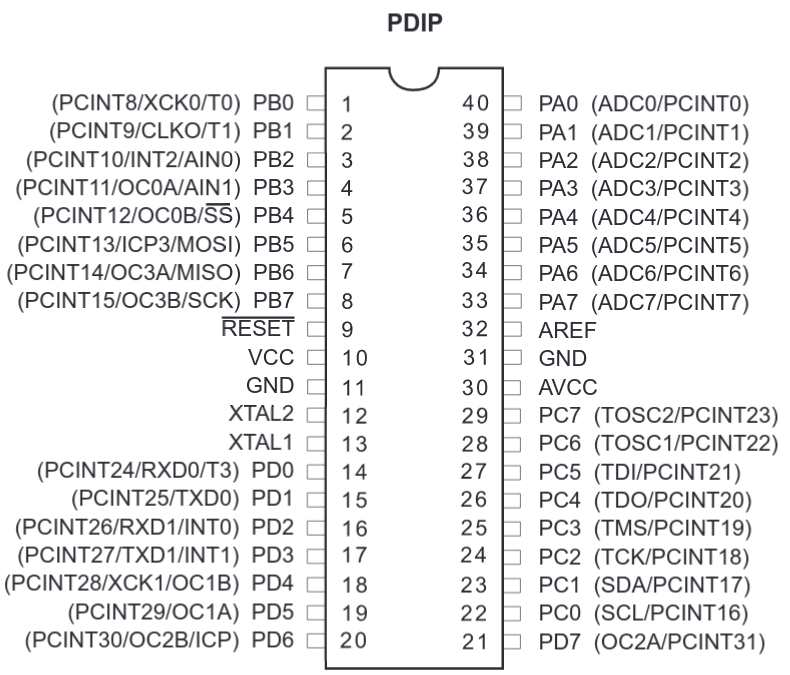 PDIP
(PCINT8/XCK0/T0) PB0 1 40 PA0 (ADC0/PCINT0)
(PCINT9/CLKO/T1) PB1 2 39 PA1 (ADC1/PCINT1)
(PCINT10/INT2/AIN0) PB2 3 38 PA2 (ADC2/PCINT2)
(PCINT11/OC0A/AIN1) PB3 4 37 PA3 (ADC3/PCINT3)
(PCINT12/OC0B/S̅S̅) PB4 5 36 PA4 (ADC4/PCINT4)
(PCINT13/ICP3/MOSI) PB5 6 35 PA5 (ADC5/PCINT5)
(PCINT14/OC3A/MISO) PB6 7 34 PA6 (ADC6/PCINT6)
(PCINT15/OC3B/SCK) PB7 8 33 PA7 (ADC7/PCINT7)
R̅E̅S̅E̅T̅ 9 32 AREF
VCC 10 31 GND
GND 11 30 AVCC
XTAL2 12 29 PC7 (TOSC2/PCINT23)
XTAL1 13 28 PC6 (TOSC1/PCINT22)
(PCINT24/RXD0/T3) PD0 14 27 PC5 (TDI/PCINT21)
(PCINT25/TXD0) PD1 15 26 PC4 (TDO/PCINT20)
(PCINT26/RXD1/INT0) PD2 16 25 PC3 (TMS/PCINT19)
(PCINT27/TXD1/INT1) PD3 17 24 PC2 (TCK/PCINT18)
(PCINT28/XCK1/OC1B) PD4 18 23 PC1 (SDA/PCINT17)
(PCINT29/OC1A) PD5 19 22 PC0 (SCL/PCINT16)
(PCINT30/OC2B/ICP) PD6 20 21 PD7 (OC2A/PCINT31)